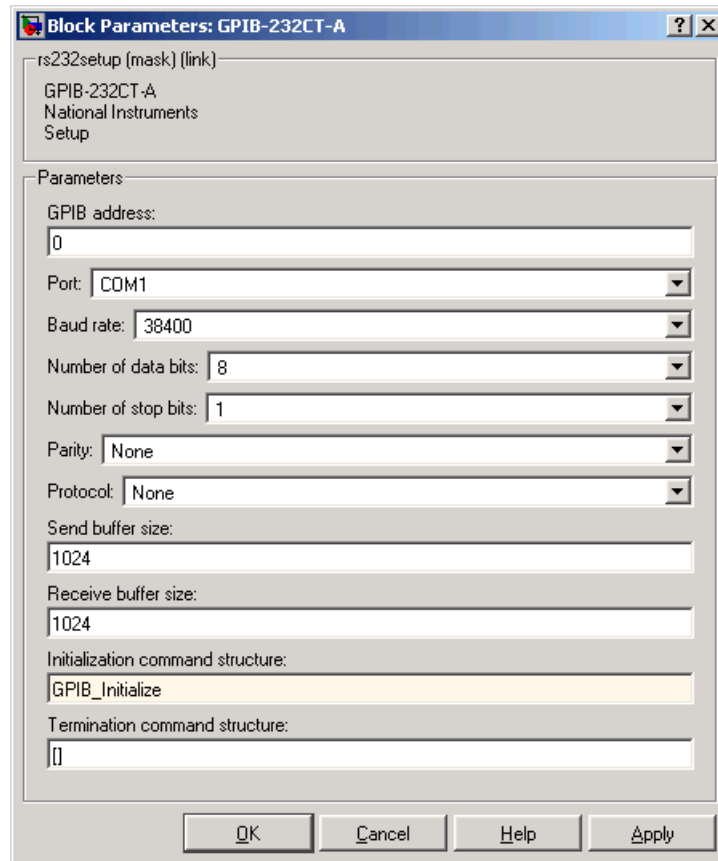 Block Parameters: GPIB-232CT-A
rs232setup (mask) (link)
GPIB-232CT-A
National Instruments
Setup
Parameters
GPIB address:
0
Port: COM1
Baud rate: 38400
Number of data bits: 8
Number of stop bits: 1
Parity: None
Protocol: None
Send buffer size:
1024
Receive buffer size:
1024
Initialization command structure:
GPIB_Initialize
Termination command structure:
[]
OK Cancel Help Apply